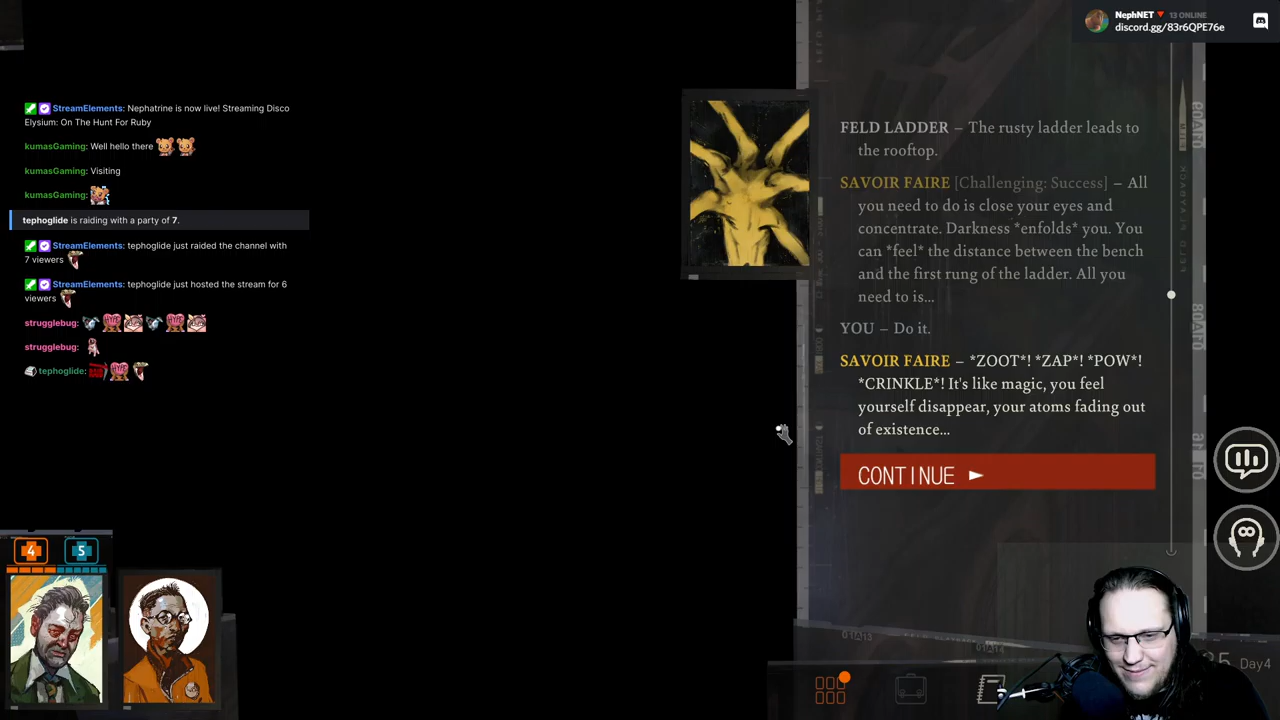 NephNET 13 ONLINE
discord.gg/83r6QPE76e
StreamElements: Nephatrine is now live! Streaming Disco
Elysium: On The Hunt For Ruby
kumasGaming: Well hello there
kumasGaming: Visiting
kumasGaming:
tephoglide is raiding with a party of 7.
StreamElements: tephoglide just raided the channel with
7 viewers
StreamElements: tephoglide just hosted the stream for 6
viewers
strugglebug:
strugglebug:
tephoglide:
FELD LADDER – The rusty ladder leads to
the rooftop.
SAVOIR FAIRE [Challenging: Success] – All
you need to do is close your eyes and
concentrate. Darkness *enfolds* you. You
can *feel* the distance between the bench
and the first rung of the ladder. All you
need to is...
YOU – Do it.
SAVOIR FAIRE – *ZOOT*! *ZAP*! *POW*!
*CRINKLE*! It's like magic, you feel
yourself disappear, your atoms fading out
of existence...
CONTINUE
4 5
Day4